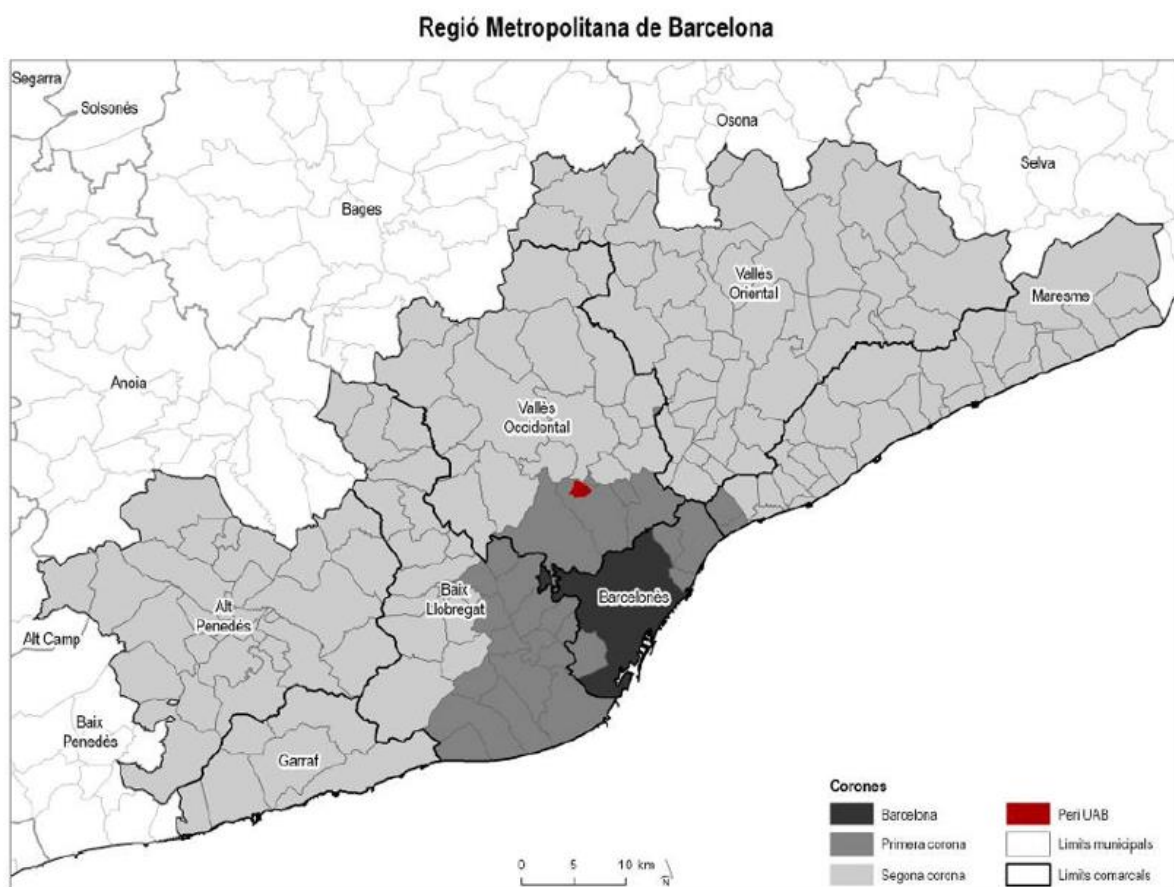 Regió Metropolitana de Barcelona
Segarra
Solsonès
Osona
Selva
Bages
Vallès
Oriental
Maresme
Anoia
Vallès
Occidental
Baix
Llobregat
Barcelonès
Alt
Penedès
Alt Camp
Baix
Penedès
Garraf
Corones
Barcelona
Primera corona
Segona corona
Peri UAB
Límits municipals
Límits comarcals
0 5 10 km
N